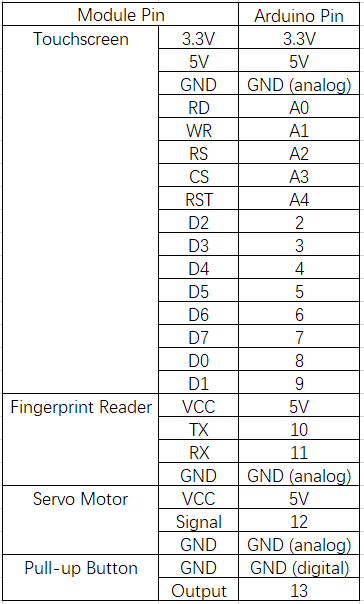 Module Pin Arduino Pin
Touchscreen 3.3V 3.3V
5V 5V
GND GND (analog)
RD A0
WR A1
RS A2
CS A3
RST A4
D2 2
D3 3
D4 4
D5 5
D6 6
D7 7
D0 8
D1 9
Fingerprint Reader VCC 5V
TX 10
RX 11
GND GND (analog)
Servo Motor VCC 5V
Signal 12
GND GND (analog)
Pull-up Button GND GND (digital)
Output 13